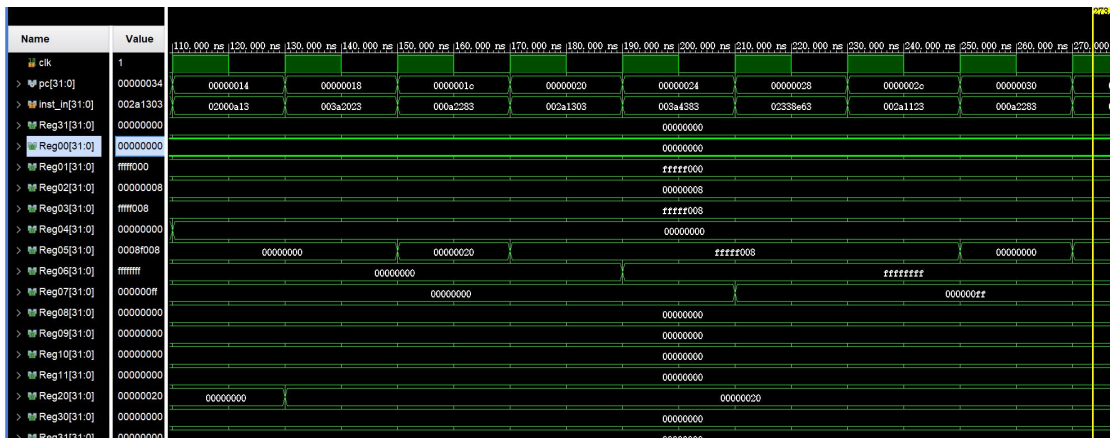 273.
Name Value
110.000 ns 120.000 ns 130.000 ns 140.000 ns 150.000 ns 160.000 ns 170.000 ns 180.000 ns 190.000 ns 200.000 ns 210.000 ns 220.000 ns 230.000 ns 240.000 ns 250.000 ns 260.000 ns 270.000
clk 1
pc[31:0] 00000034 00000014 00000018 0000001c 00000020 00000024 00000028 0000002c 00000030
inst_in[31:0] 002a1303 02000a13 003a2023 000a2283 002a1303 003a4383 02338e63 002a1123 000a2283
Reg31[31:0] 00000000 00000000
Reg00[31:0] 00000000 00000000
Reg01[31:0] fffff000 fffff000
Reg02[31:0] 00000008 00000008
Reg03[31:0] fffff008 fffff008
Reg04[31:0] 00000000 00000000
Reg05[31:0] 0008f008 00000000 00000020 fffff008 00000000
Reg06[31:0] ffffffff 00000000 ffffffff
Reg07[31:0] 000000ff 00000000 000000ff
Reg08[31:0] 00000000 00000000
Reg09[31:0] 00000000 00000000
Reg10[31:0] 00000000 00000000
Reg11[31:0] 00000000 00000000
Reg20[31:0] 00000020 00000000 00000020
Reg30[31:0] 00000000 00000000
Reg31[31:0] 00000000 00000000